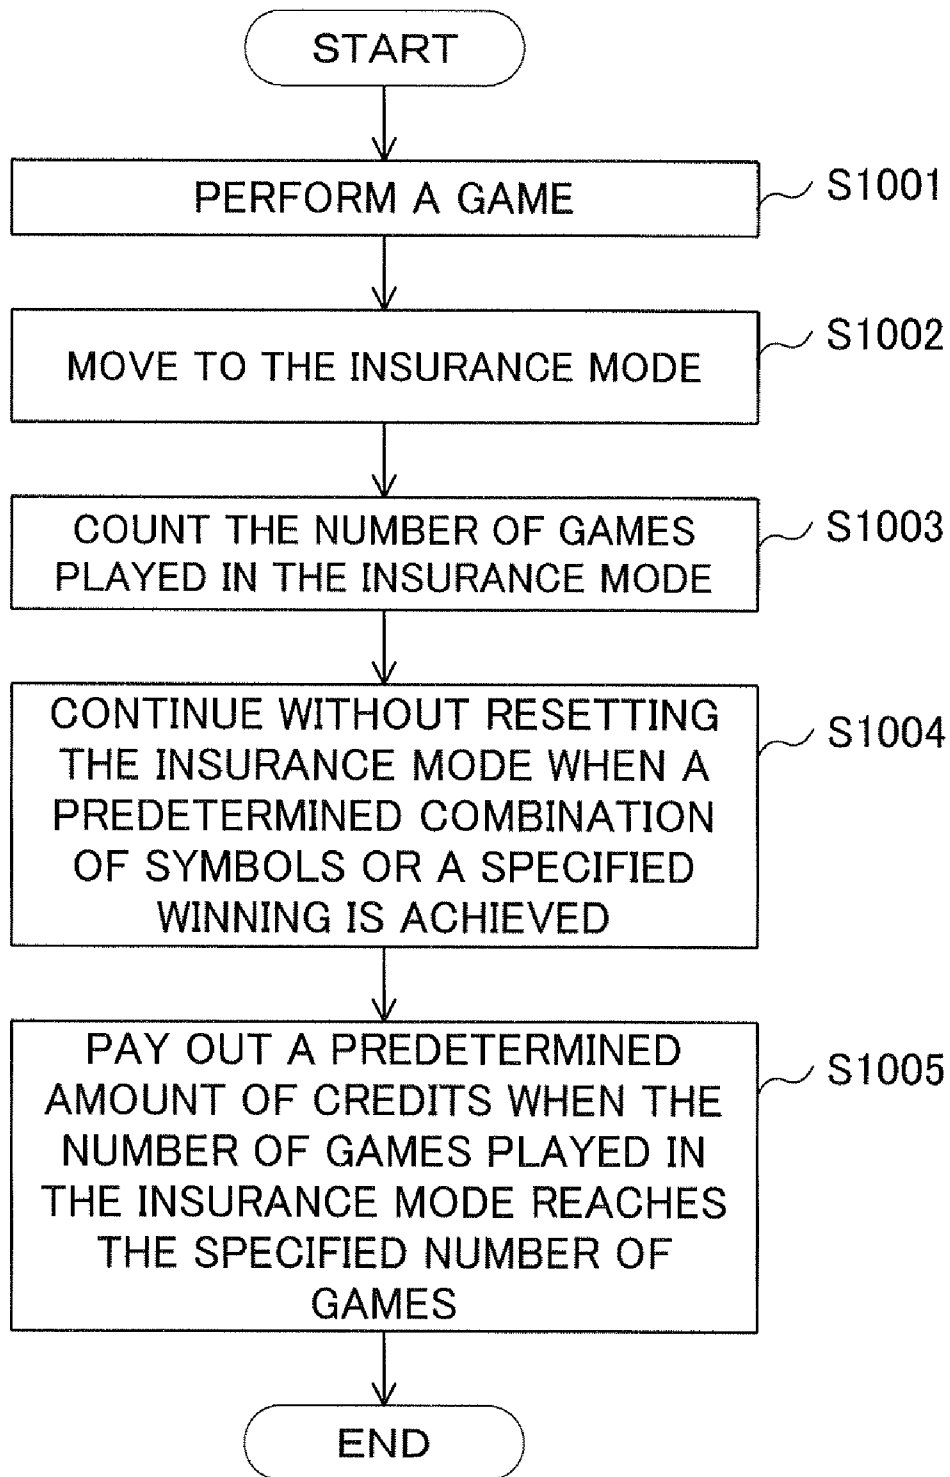 START
PERFORM A GAME
S1001
MOVE TO THE INSURANCE MODE
S1002
COUNT THE NUMBER OF GAMES
PLAYED IN THE INSURANCE MODE
S1003
CONTINUE WITHOUT RESETTING
THE INSURANCE MODE WHEN A
PREDETERMINED COMBINATION
OF SYMBOLS OR A SPECIFIED
WINNING IS ACHIEVED
S1004
PAY OUT A PREDETERMINED
AMOUNT OF CREDITS WHEN THE
NUMBER OF GAMES PLAYED IN
THE INSURANCE MODE REACHES
THE SPECIFIED NUMBER OF
GAMES
S1005
END